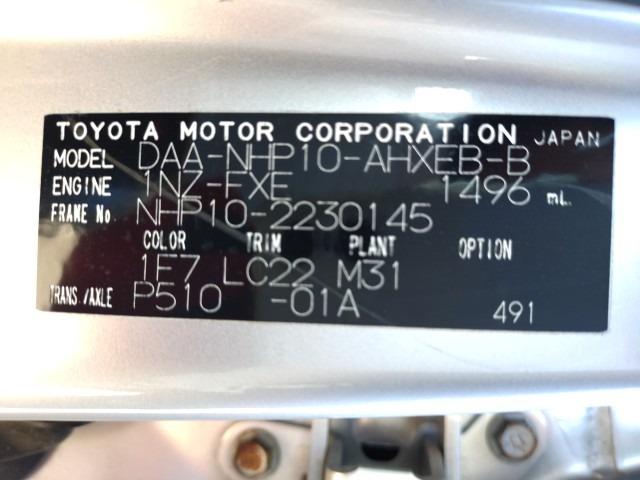 TOYOTA MOTOR CORPORATION JAPAN
MODEL DAA-NHP10-AHXEB-B
ENGINE 1NZ-FXE 1496 mL.
FRAME No. NHP10-2230145
COLOR TRIM PLANT OPTION
1F7 LC22 M31
TRANS./AXLE P510 -01A 491